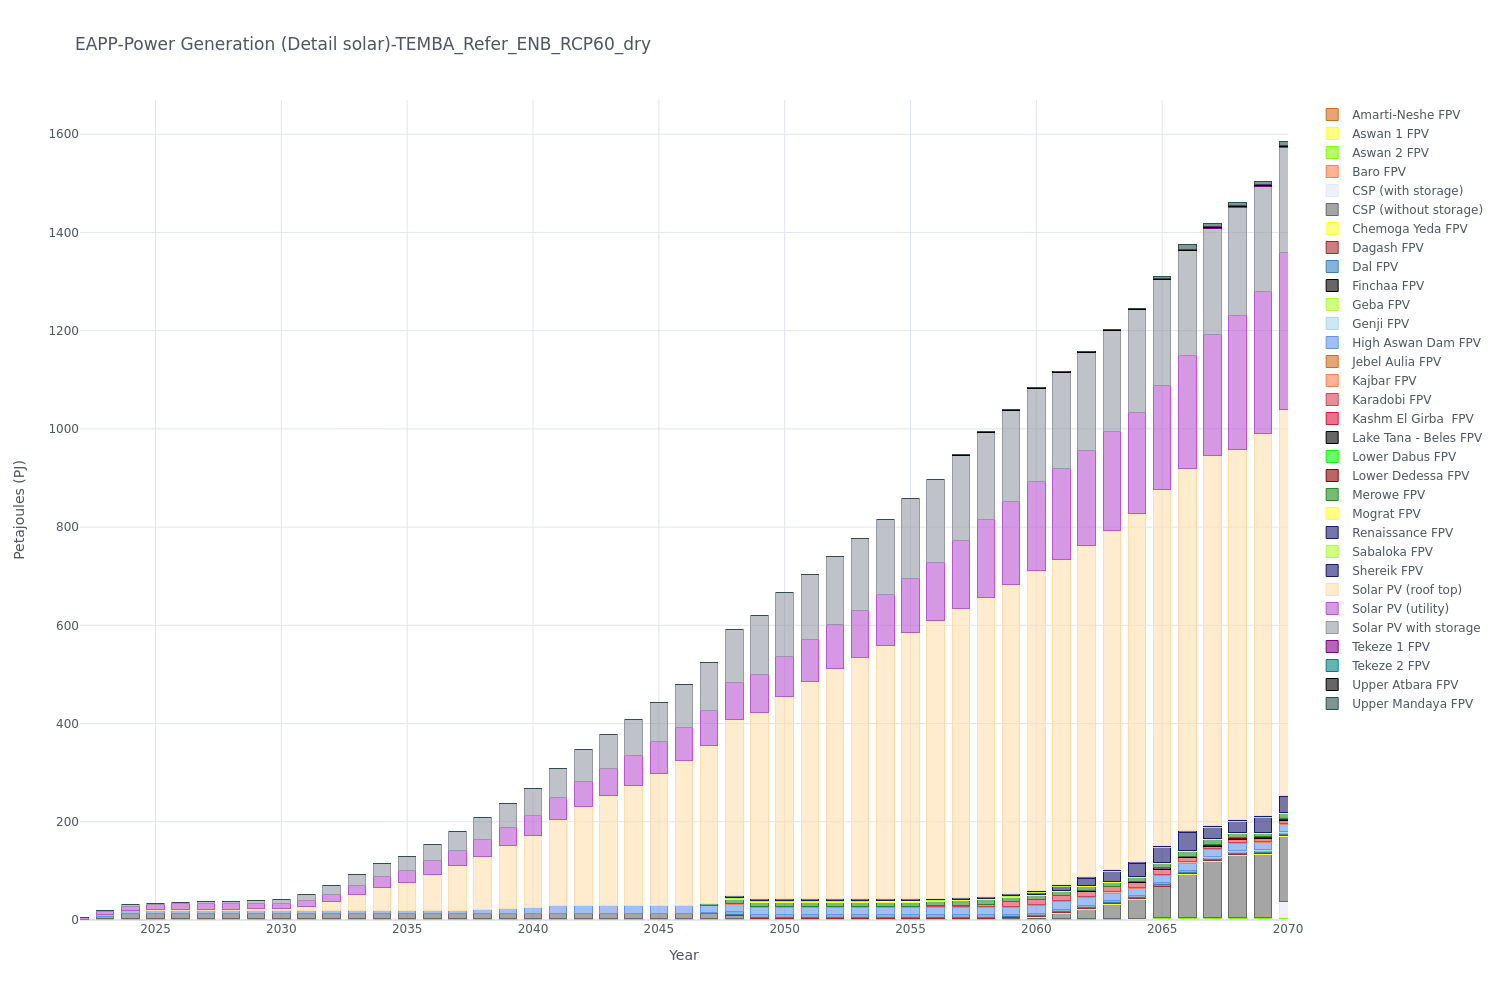 EAPP-Power Generation (Detail solar)-TEMBA_Refer_ENB_RCP60_dry
1600
1400
1200
1000
800
600
400
200
0
Petajoules (PJ)
2025
2030
2035
2040
2045
2050
2055
2060
2065
2070
Year
Amarti-Neshe FPV
Aswan 1 FPV
Aswan 2 FPV
Baro FPV
CSP (with storage)
CSP (without storage)
Chemoga Yeda FPV
Dagash FPV
Dal FPV
Finchaa FPV
Geba FPV
Genji FPV
High Aswan Dam FPV
Jebel Aulia FPV
Kajbar FPV
Karadobi FPV
Kashm El Girba  FPV
Lake Tana - Beles FPV
Lower Dabus FPV
Lower Dedessa FPV
Merowe FPV
Mograt FPV
Renaissance FPV
Sabaloka FPV
Shereik FPV
Solar PV (roof top)
Solar PV (utility)
Solar PV with storage
Tekeze 1 FPV
Tekeze 2 FPV
Upper Atbara FPV
Upper Mandaya FPV